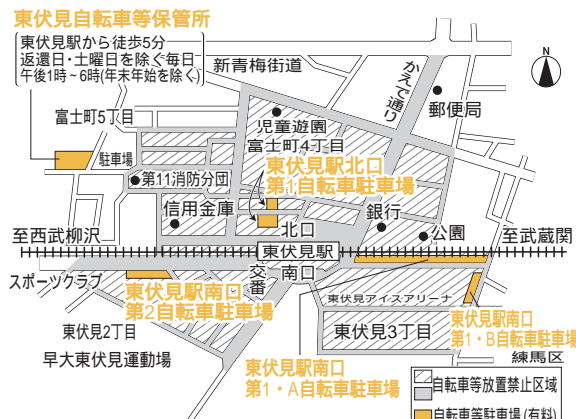 東伏見自転車等保管所
東伏見駅から徒歩5分
返還日・土曜日を除く毎日
午後1時～6時(年末年始を除く)
新青梅街道
かえで通り
N
郵便局
富士町5丁目
児童遊園
富士町4丁目
駐車場
第11消防分団
東伏見駅北口
第1自転車駐車場
信用金庫
北口
銀行
公園
至西武柳沢
東伏見駅
至武蔵関
スポーツクラブ
交番
南口
東伏見駅南口
第2自転車駐車場
東伏見アイスアリーナ
東伏見2丁目
東伏見3丁目
東伏見駅南口
第1・B自転車駐車場
早大東伏見運動場
練馬区
東伏見駅南口
第1・A自転車駐車場
自転車等放置禁止区域
自転車等駐車場(有料)